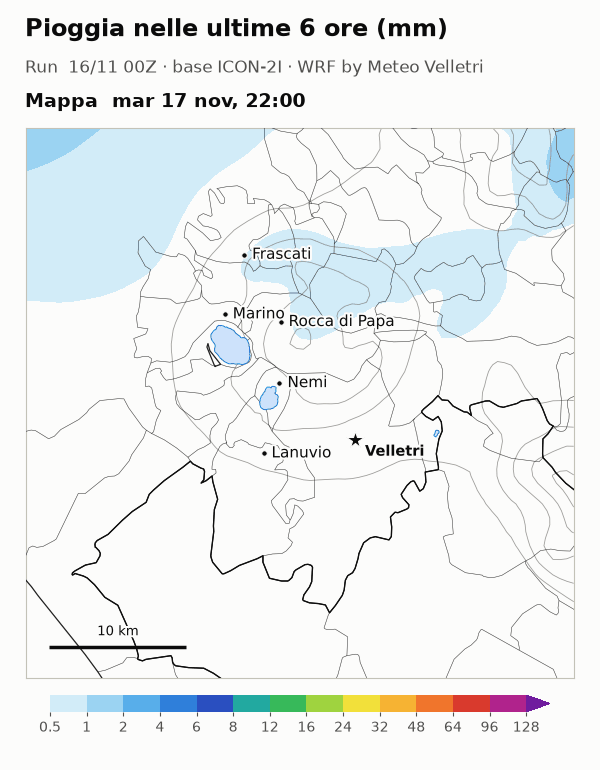 Pioggia nelle ultime 6 ore (mm)
Run 16/11 00Z · base ICON-2I · WRF by Meteo Velletri
Mappa mar 17 nov, 22:00
Frascati
Marino
Rocca di Papa
Nemi
Velletri
Lanuvio
10 km
0.5 1 2 4 6 8 12 16 24 32 48 64 96 128